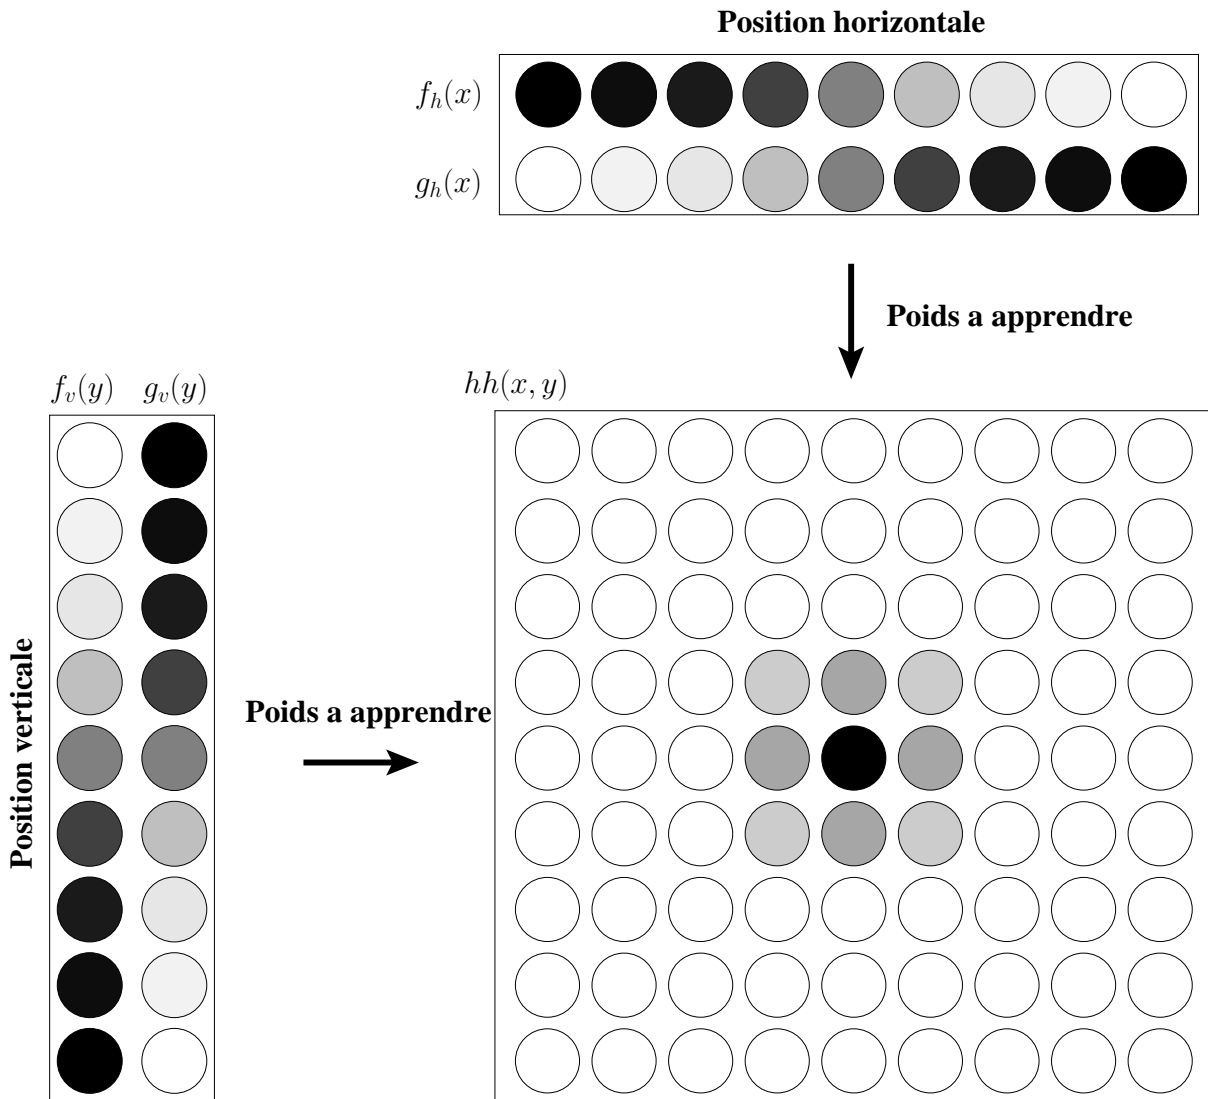 Position horizontale
f_h(x)
g_h(x)
Poids a apprendre
f_v(y) g_v(y)
hh(x, y)
Position verticale
Poids a apprendre